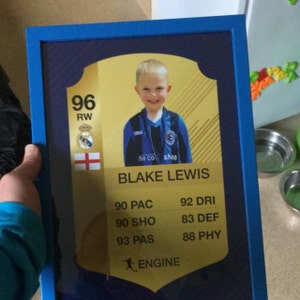 96
RW
BLAKE LEWIS
90 PAC 92 DRI
90 SHO 83 DEF
93 PAS 88 PHY
ENGINE